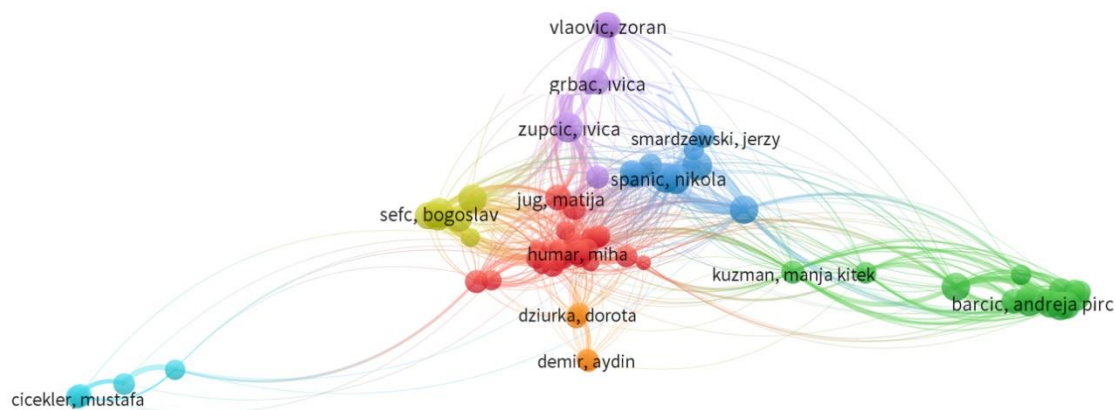 vlaovic, zoran
grbac, ivica
zupcic, ivica
smardzewski, jerzy
spanic, nikola
jug, matija
sefc, bogoslav
humar, miha
kuzman, manja kitek
barcic, andreja pirc
dziurka, dorota
demir, aydin
cicekler, mustafa